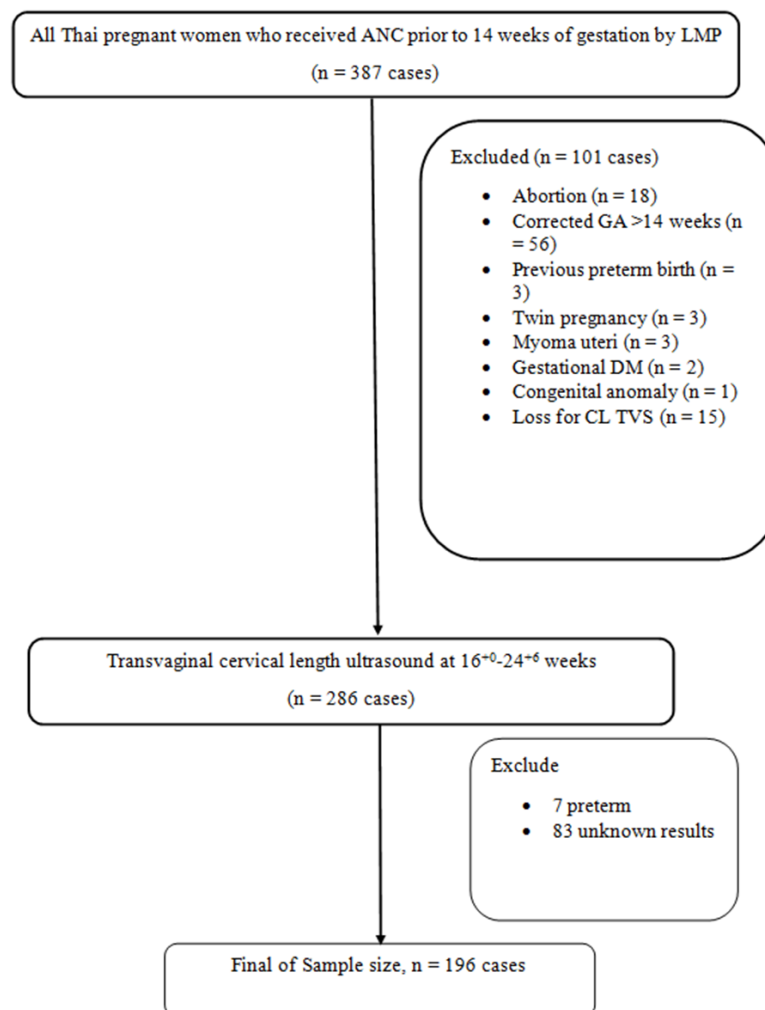 All Thai pregnant women who received ANC prior to 14 weeks of gestation by LMP
(n = 387 cases)
Excluded (n = 101 cases)
• Abortion (n = 18)
• Corrected GA >14 weeks (n
= 56)
• Previous preterm birth (n =
3)
• Twin pregnancy (n = 3)
• Myoma uteri (n = 3)
• Gestational DM (n = 2)
• Congenital anomaly (n = 1)
• Loss for CL TVS (n = 15)
Transvaginal cervical length ultrasound at 16⁺⁰-24⁺⁶ weeks
(n = 286 cases)
Exclude
• 7 preterm
• 83 unknown results
Final of Sample size, n = 196 cases